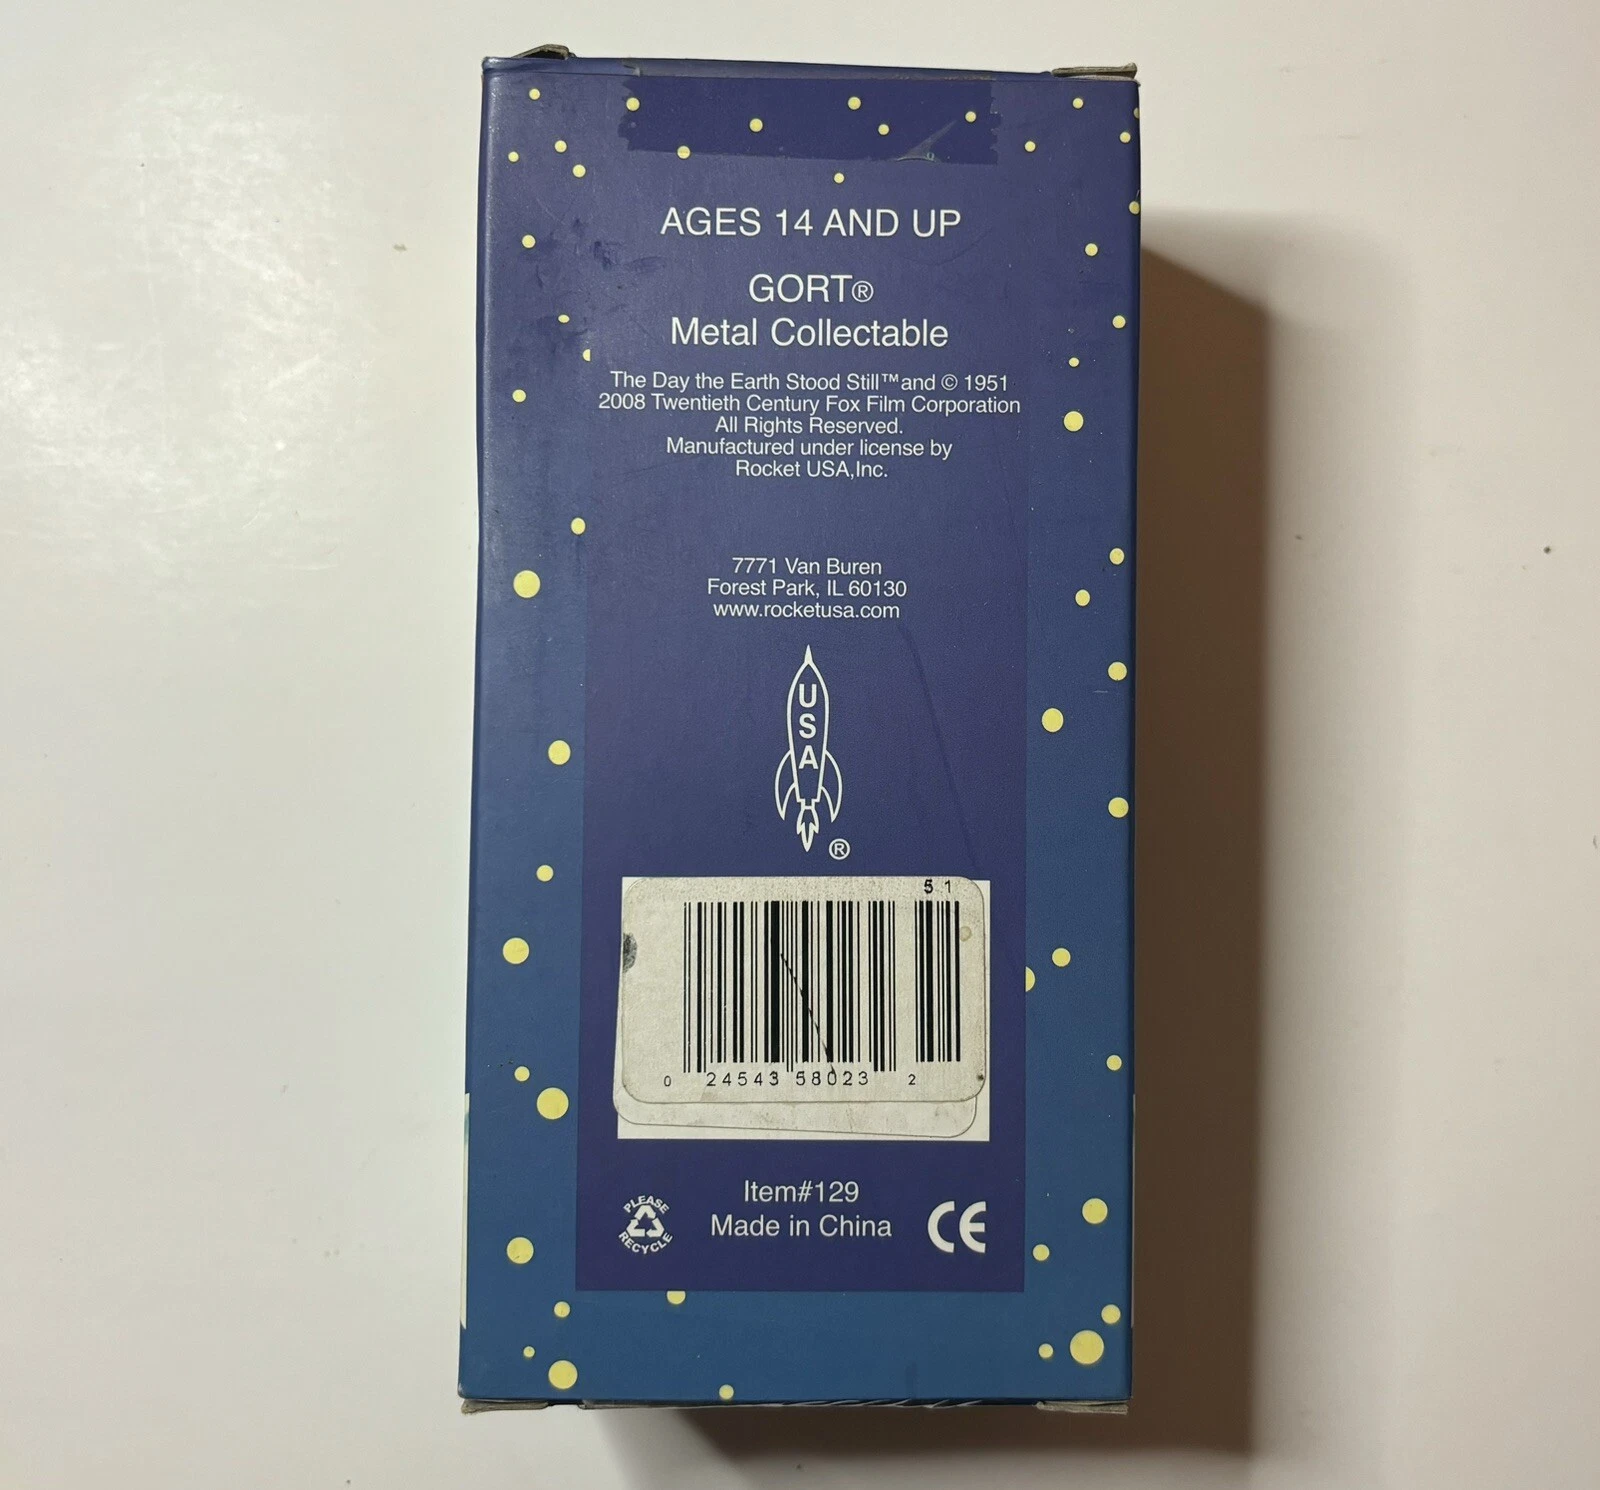 AGES 14 AND UP
GORT®
Metal Collectable
The Day the Earth Stood Still™and © 1951
2008 Twentieth Century Fox Film Corporation
All Rights Reserved.
Manufactured under license by
Rocket USA,Inc.
7771 Van Buren
Forest Park, IL 60130
www.rocketusa.com
USA
®
51
0 24543 58023 2
Item#129
PLEASE RECYCLE
Made in China
CE